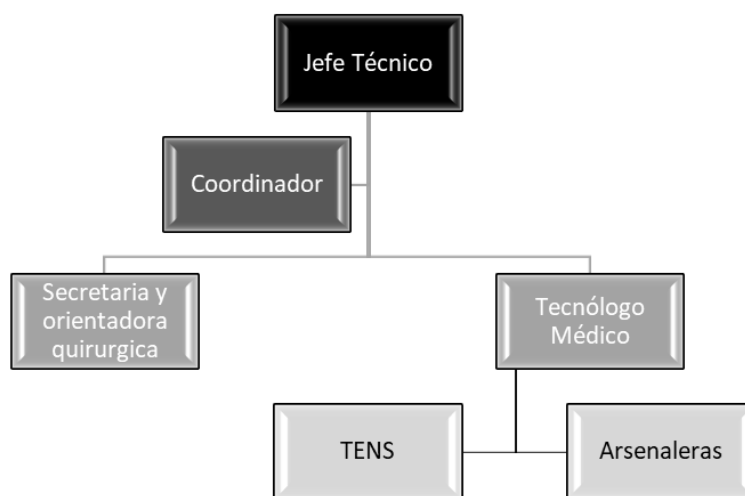 Jefe Técnico
Coordinador
Secretaria y
orientadora
quirurgica
Tecnólogo
Médico
TENS
Arsenaleras